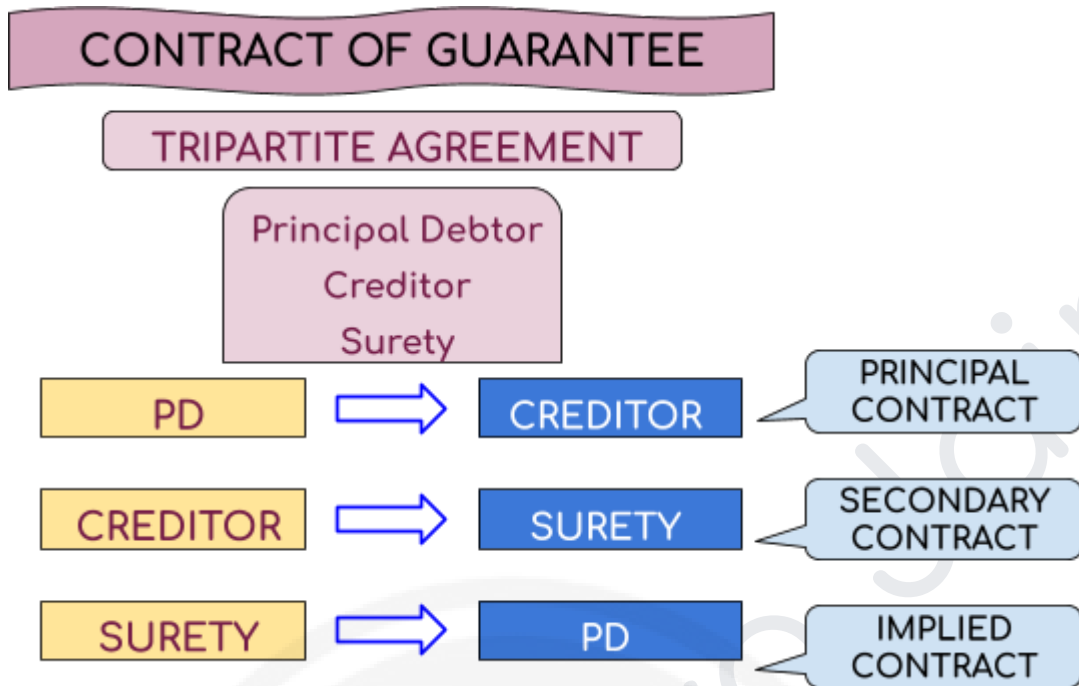 CONTRACT OF GUARANTEE
TRIPARTITE AGREEMENT
Principal Debtor
Creditor
Surety
PD
CREDITOR
PRINCIPAL
CONTRACT
CREDITOR
SURETY
SECONDARY
CONTRACT
SURETY
PD
IMPLIED
CONTRACT